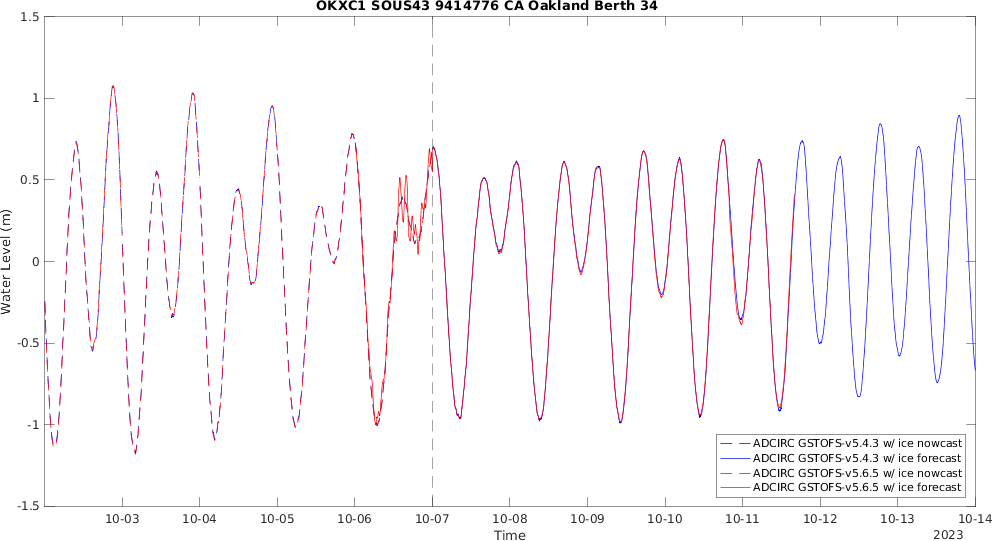 OKXC1 SOUS43 9414776 CA Oakland Berth 34
Water Level (m)
1.5
1
0.5
0
-0.5
-1
-1.5
10-03 10-04 10-05 10-06 10-07 10-08 10-09 10-10 10-11 10-12 10-13 10-14
Time
2023
ADCIRC GSTOFS-v5.4.3 w/ ice nowcast
ADCIRC GSTOFS-v5.4.3 w/ ice forecast
ADCIRC GSTOFS-v5.6.5 w/ ice nowcast
ADCIRC GSTOFS-v5.6.5 w/ ice forecast